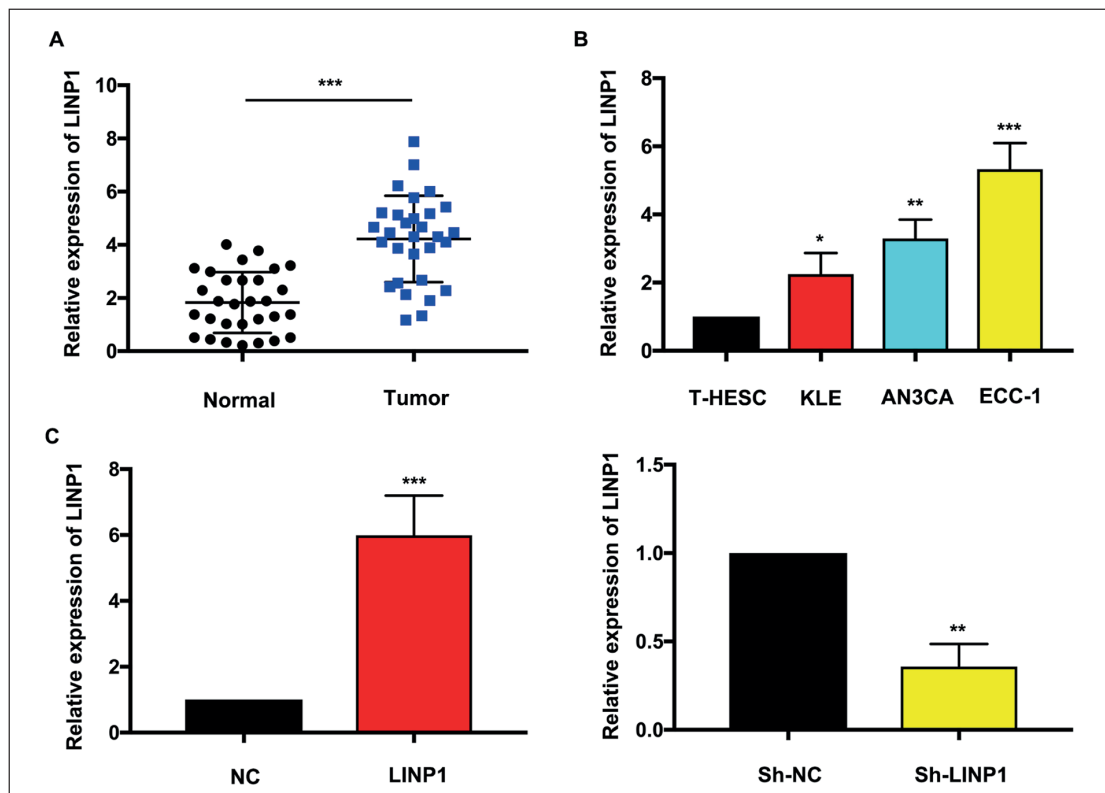 A
Relative expression of LINP1
10
8
6
4
2
0
***
Normal
Tumor
B
Relative expression of LINP1
8
6
4
2
0
*
**
***
T-HESC
KLE
AN3CA
ECC-1
C
Relative expression of LINP1
8
6
4
2
0
***
NC
LINP1
Relative expression of LINP1
1.5
1.0
0.5
0.0
**
Sh-NC
Sh-LINP1